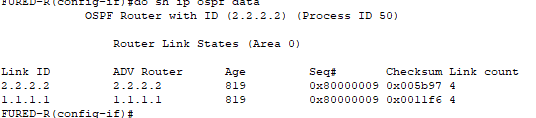 FURED-R(config-if)#do sh ip ospf data
OSPF Router with ID (2.2.2.2) (Process ID 50)
Router Link States (Area 0)
Link ID ADV Router Age Seq# Checksum Link count
2.2.2.2 2.2.2.2 819 0x80000009 0x005b97 4
1.1.1.1 1.1.1.1 819 0x80000009 0x0011f6 4
FURED-R(config-if)#